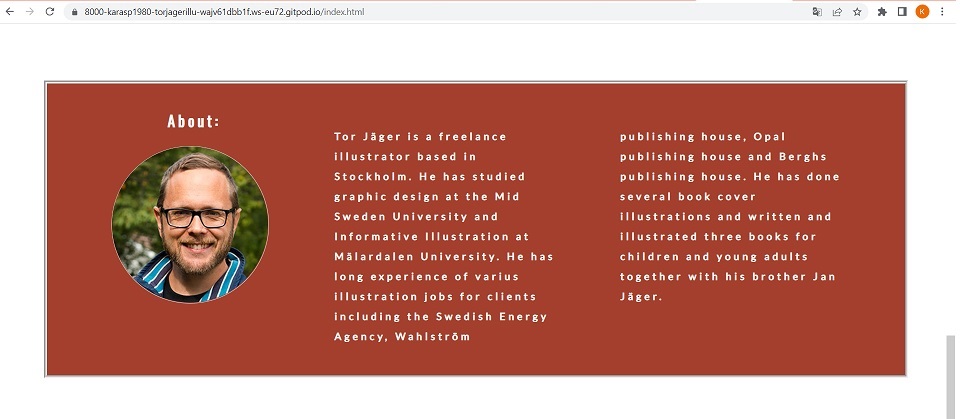 8000-karasp1980-torjagerillu-wajv61dbb1f.ws-eu72.gitpod.io/index.html
K
About:
Tor Jäger is a freelance
illustrator based in
Stockholm. He has studied
graphic design at the Mid
Sweden University and
Informative Illustration at
Mälardalen University. He has
long experience of varius
illustration jobs for clients
including the Swedish Energy
Agency, Wahlström
publishing house, Opal
publishing house and Berghs
publishing house. He has done
several book cover
illustrations and written and
illustrated three books for
children and young adults
together with his brother Jan
Jäger.